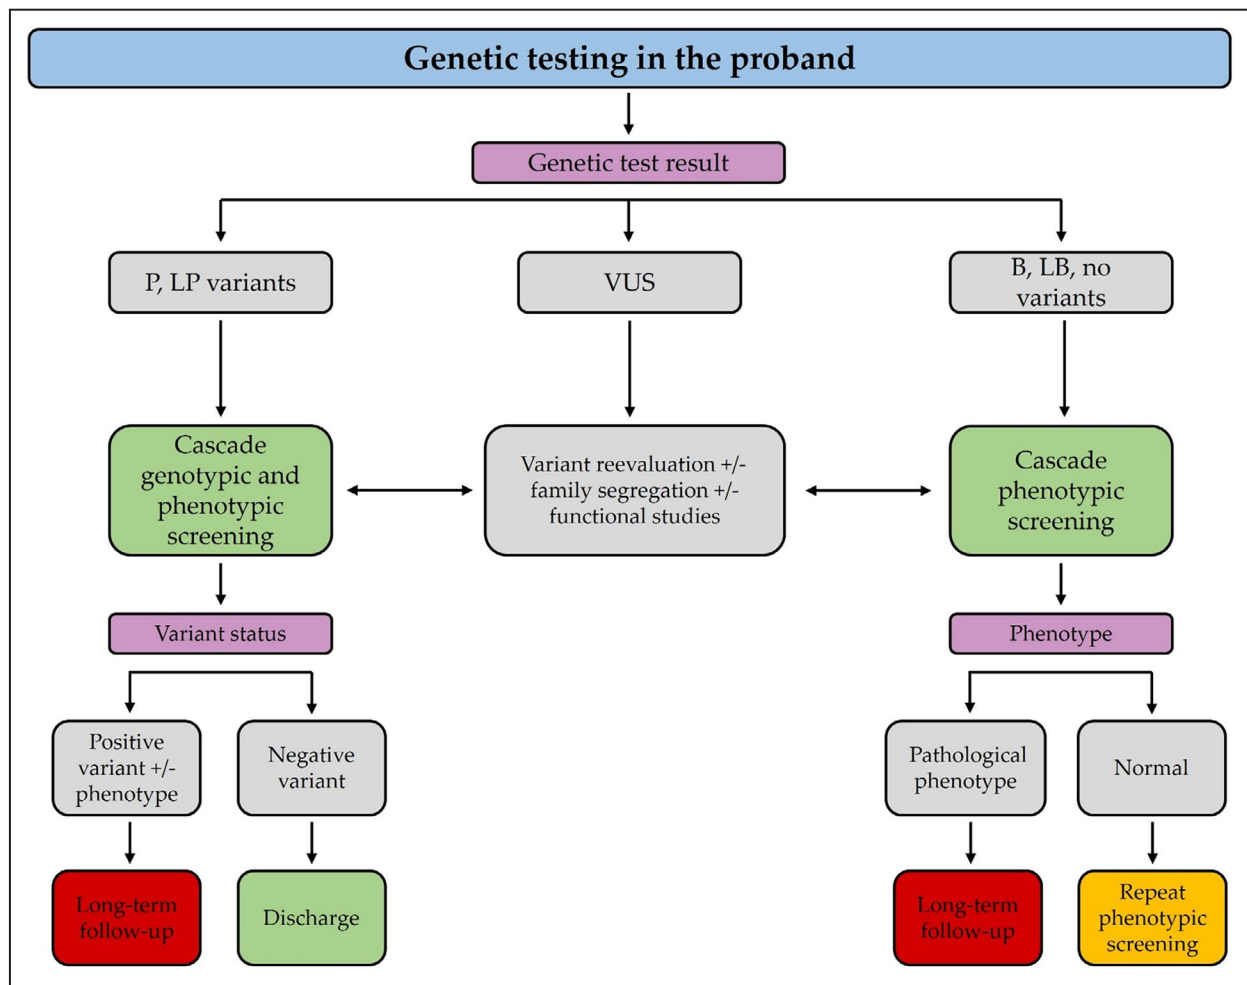 Genetic testing in the proband
Genetic test result
P, LP variants
VUS
B, LB, no
variants
Cascade
genotypic and
phenotypic
screening
Variant reevaluation +/-
family segregation +/-
functional studies
Cascade
phenotypic
screening
Variant status
Phenotype
Positive
variant +/-
phenotype
Negative
variant
Pathological
phenotype
Normal
Long-term
follow-up
Discharge
Long-term
follow-up
Repeat
phenotypic
screening